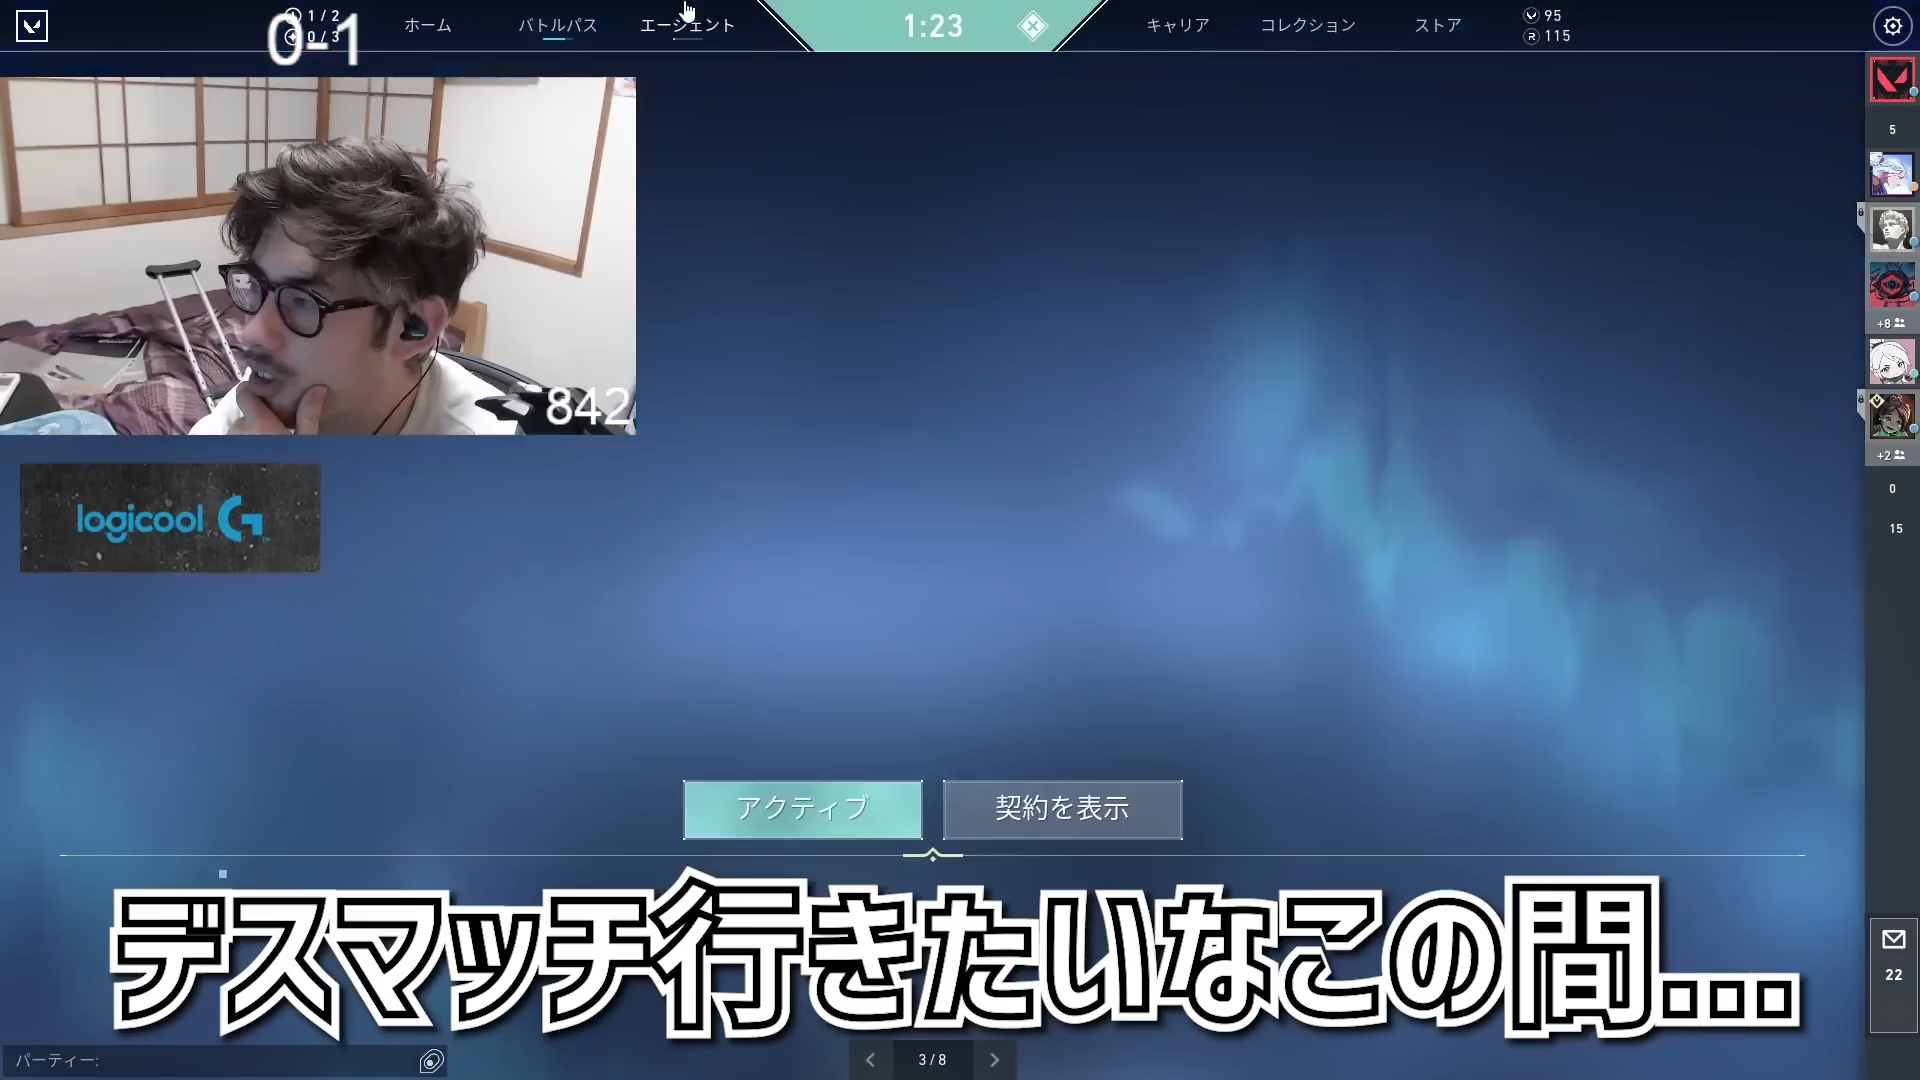 1 / 2
0 / 3
0-1
ホーム
バトルパス
エージェント
1:23
キャリア
コレクション
ストア
95
R 115
5
+8
+2
0
15
842
logicool G
アクティブ
契約を表示
デスマッチ行きたいなこの間....
22
パーティー:
3 / 8